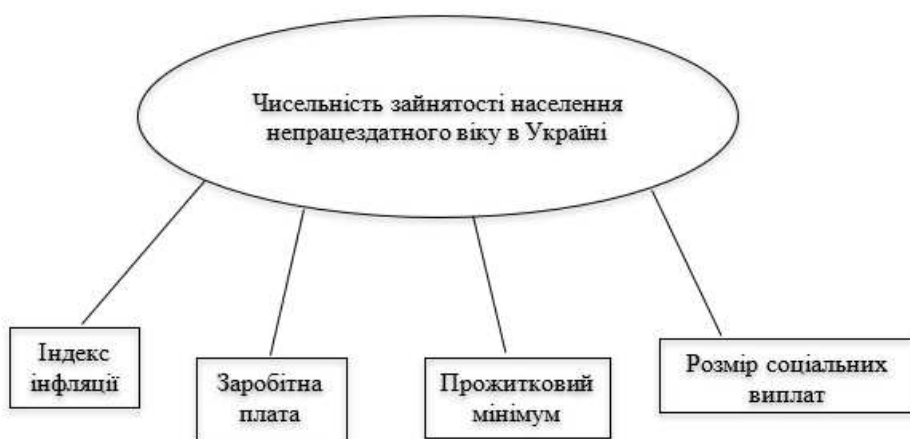 Чисельність зайнятості населення
непрацездатного віку в Україні
Індекс
інфляції
Заробітна
плата
Прожитковий
мінімум
Розмір соціальних
виплат